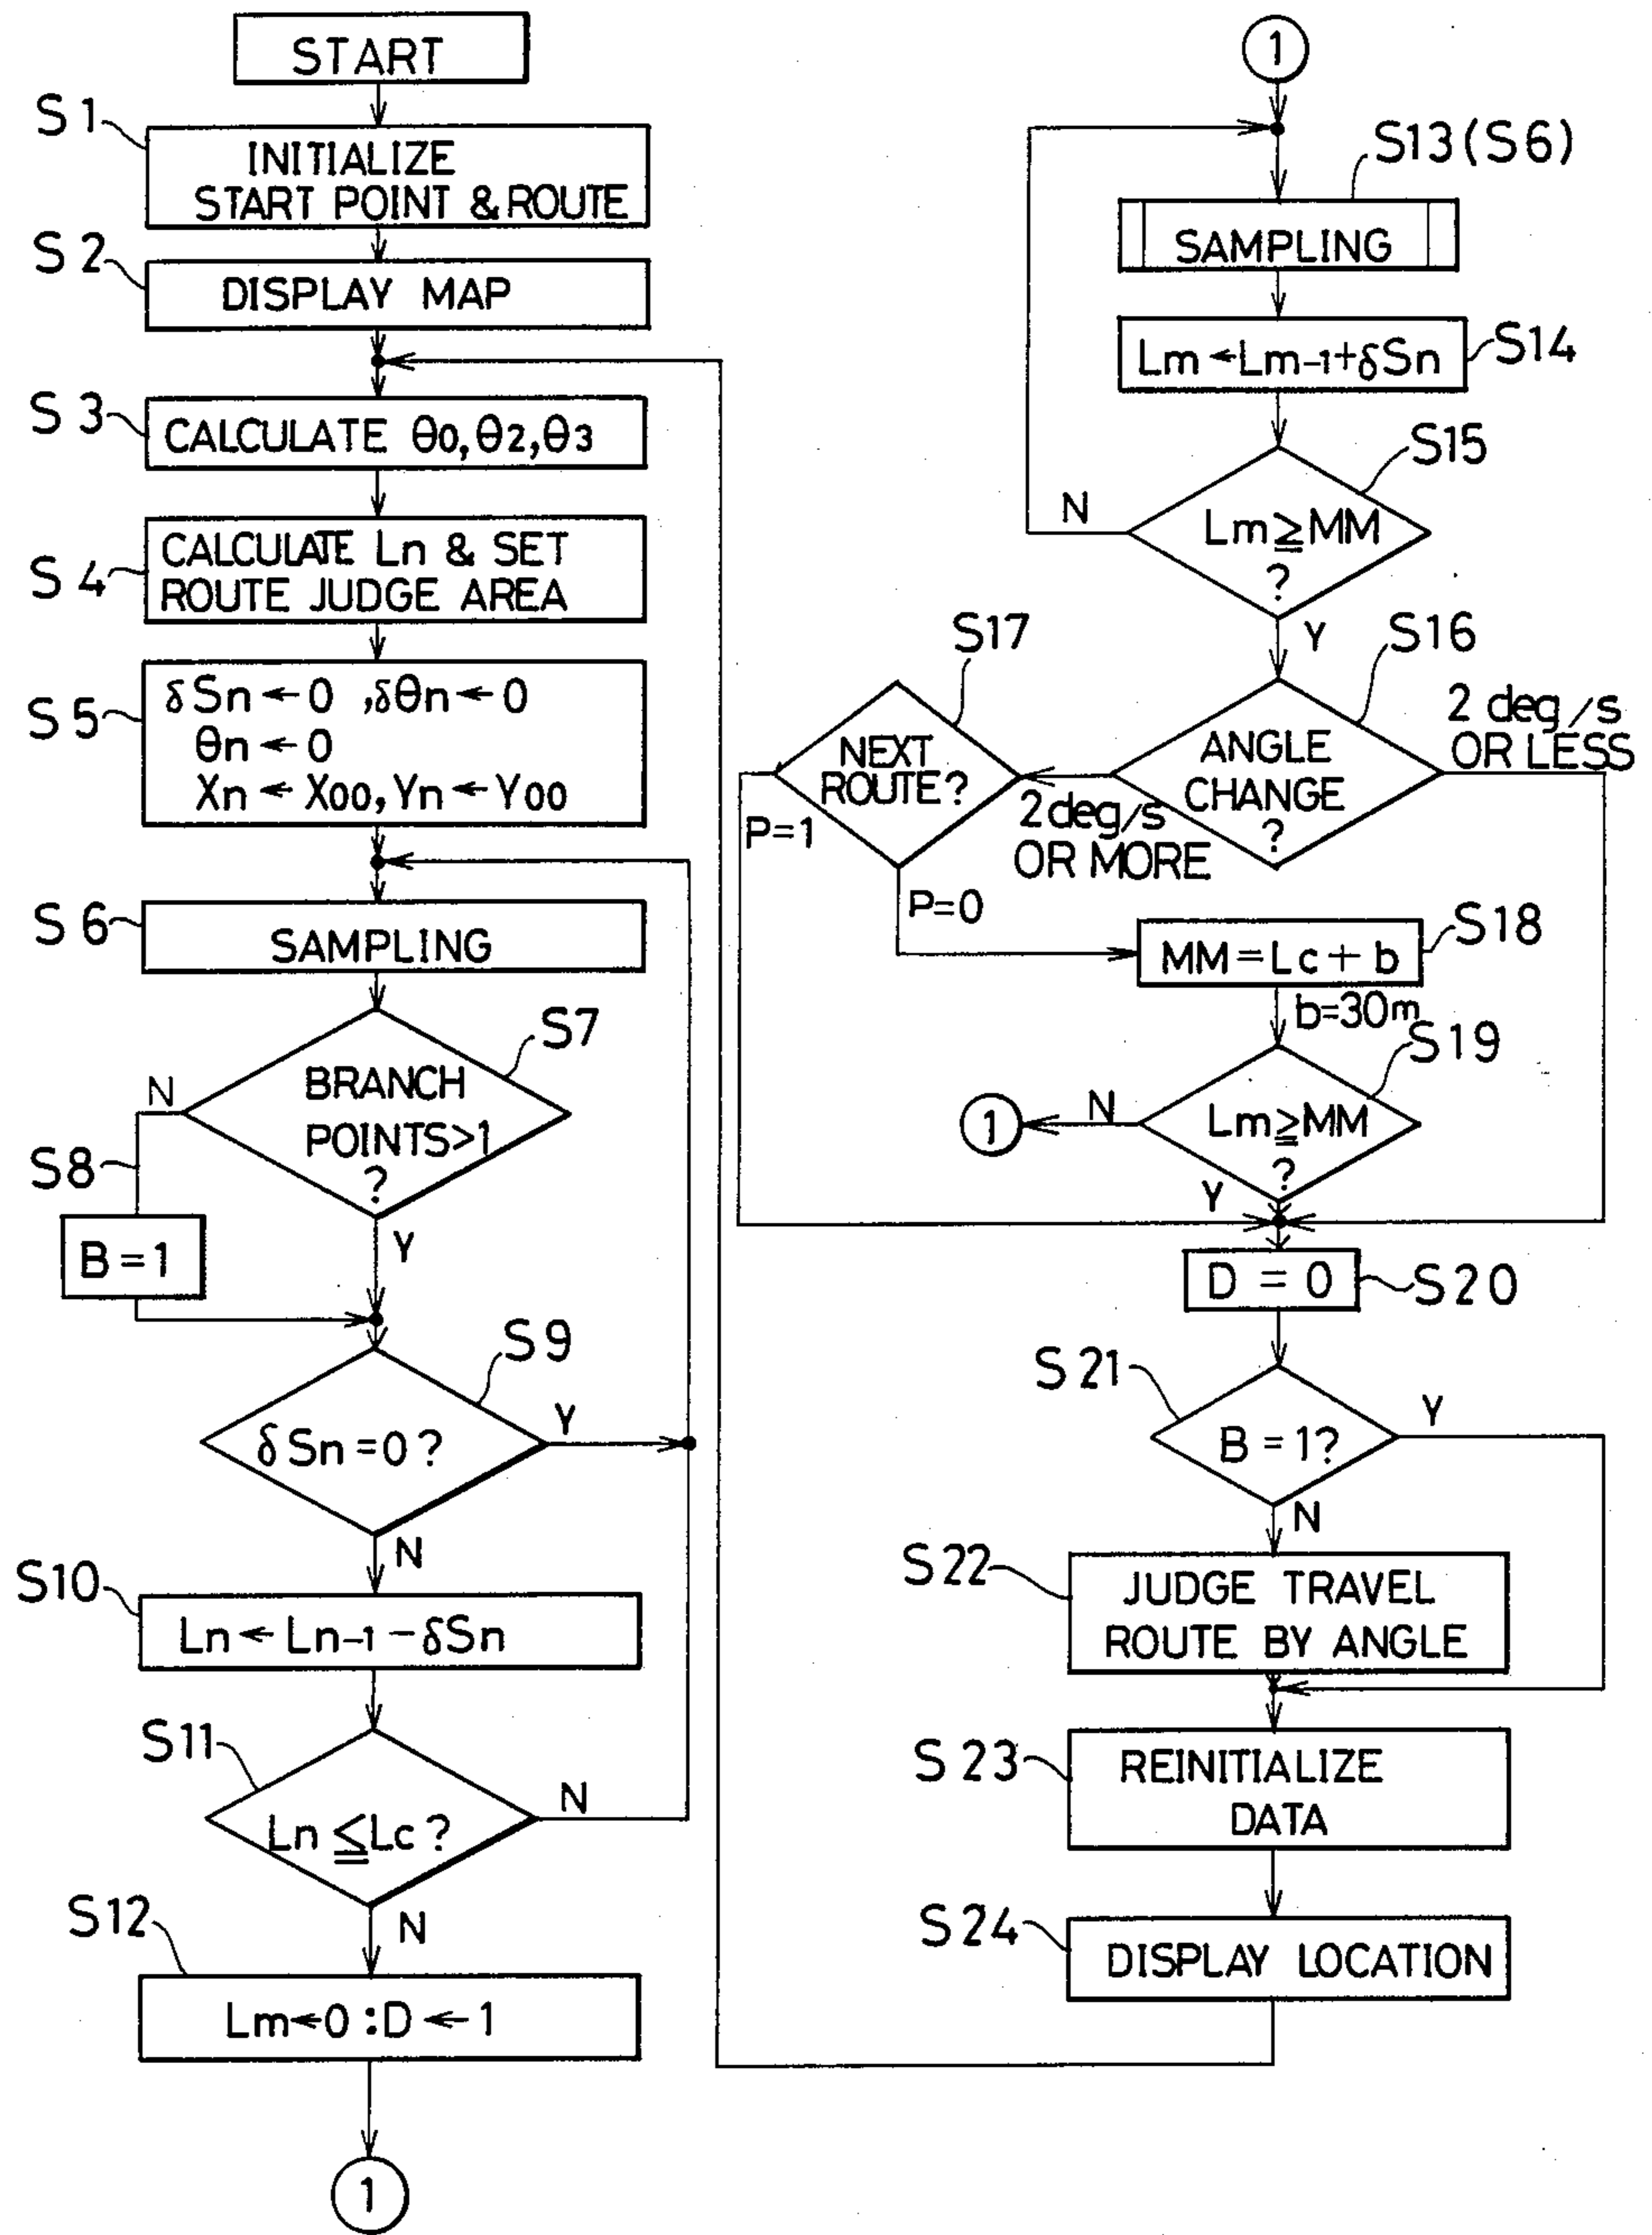 START
S1
INITIALIZE
START POINT & ROUTE
S2
DISPLAY MAP
S3
CALCULATE θ0, θ2, θ3
S4
CALCULATE Ln & SET
ROUTE JUDGE AREA
S5
δSn ← 0 ,δθn ← 0
θn ← 0
Xn ← X00, Yn ← Y00
S6
SAMPLING
S7
BRANCH
POINTS>1
?
N
Y
S8
B = 1
S9
δSn = 0 ?
Y
N
S10
Ln ← Ln-1 − δSn
S11
Ln ≦ Lc ?
N
N
S12
Lm ← 0 : D ← 1
1
1
S13 (S6)
SAMPLING
S14
Lm ← Lm-1 + δSn
S15
Lm ≧ MM
?
N
Y
S16
ANGLE
CHANGE
?
2 deg/s
OR LESS
2 deg/s
OR MORE
S17
NEXT
ROUTE?
P=1
P=0
S18
MM = Lc + b
b=30m
S19
Lm ≧ MM
?
N
1
Y
S20
D = 0
S21
B = 1?
Y
N
S22
JUDGE TRAVEL
ROUTE BY ANGLE
S23
REINITIALIZE
DATA
S24
DISPLAY LOCATION